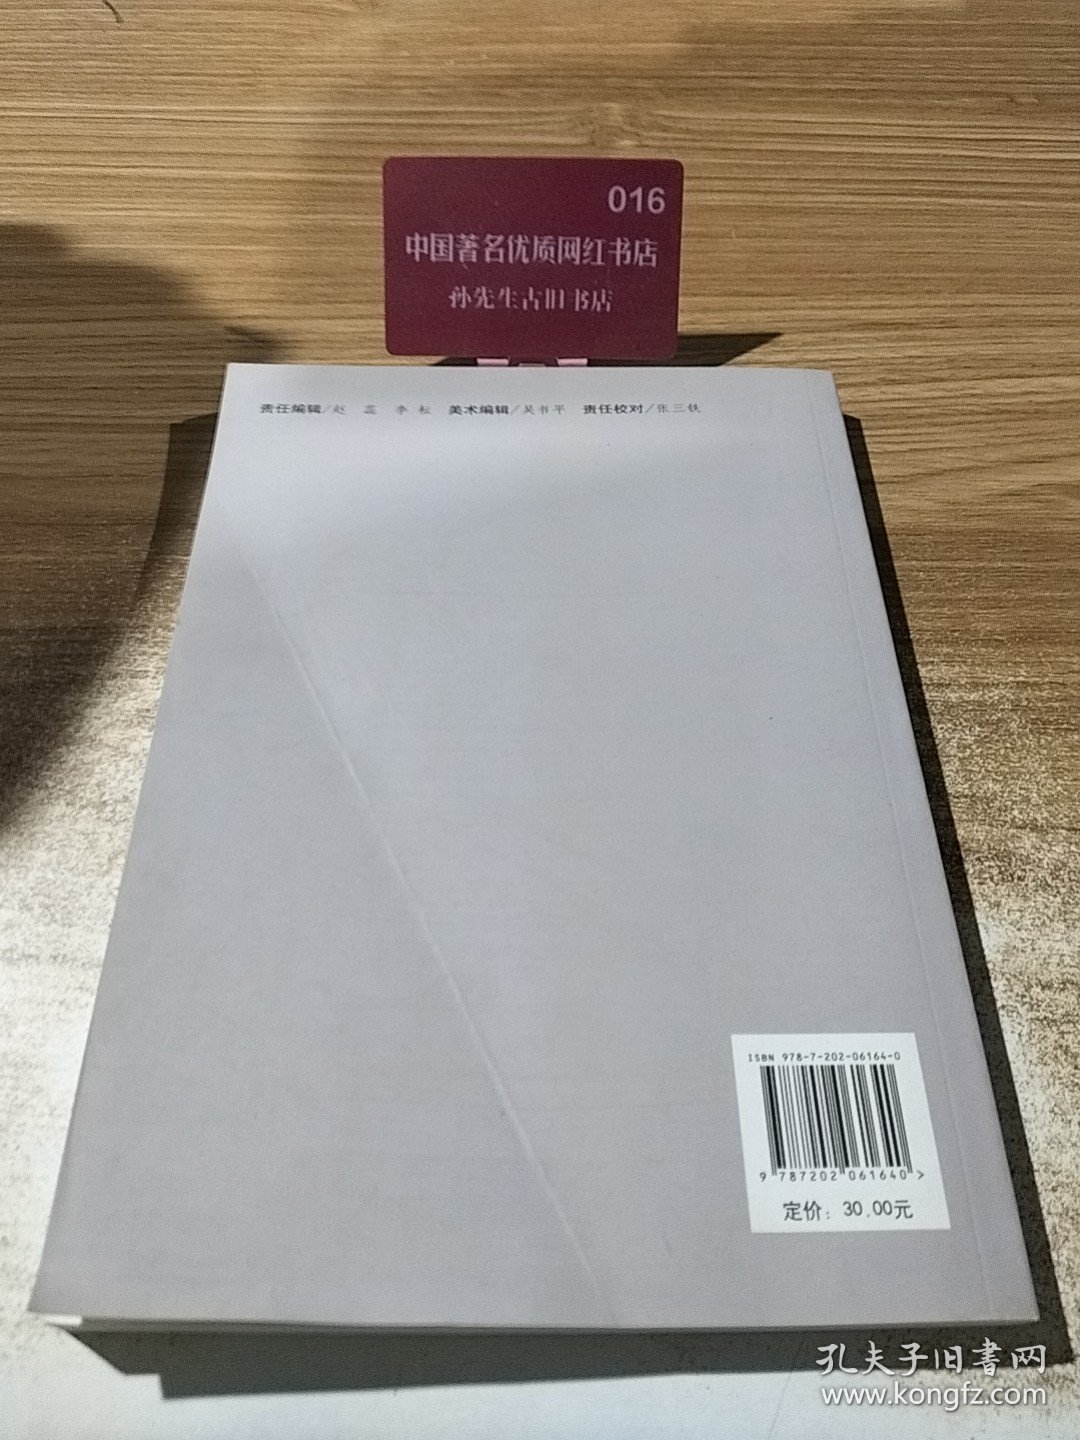 016
中国著名优质网红书店
孙先生古旧书店
责任编辑/赵 蕊 李 标 美术编辑/吴书平 责任校对/张三铁
ISBN 978-7-202-06164-0
9 787202 061640 >
定价：30.00元
孔夫子旧書网
www.kongfz.com